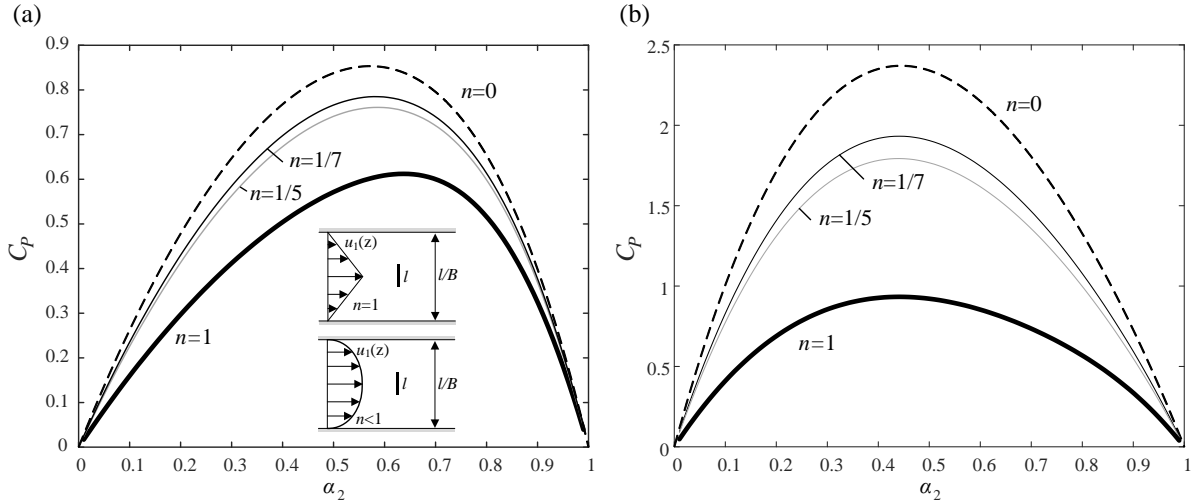 (a)
0.9
0.8
0.7
0.6
0.5
0.4
0.3
0.2
0.1
0
C_P
n=0
n=1/7
n=1/5
n=1
u_1(z)
n=1
l
l/B
u_1(z)
n<1
l
l/B
0 0.1 0.2 0.3 0.4 0.5 0.6 0.7 0.8 0.9 1
α_2
(b)
2.5
2
1.5
1
0.5
0
C_P
n=0
n=1/7
n=1/5
n=1
0 0.1 0.2 0.3 0.4 0.5 0.6 0.7 0.8 0.9 1
α_2